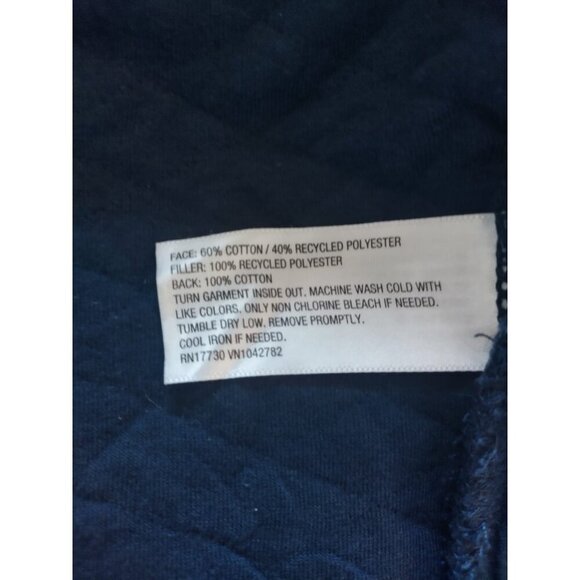 FACE: 60% COTTON / 40% RECYCLED POLYESTER
FILLER: 100% RECYCLED POLYESTER
BACK: 100% COTTON
TURN GARMENT INSIDE OUT. MACHINE WASH COLD WITH
LIKE COLORS. ONLY NON CHLORINE BLEACH IF NEEDED.
TUMBLE DRY LOW. REMOVE PROMPTLY.
COOL IRON IF NEEDED.
RN17730 VN1042782